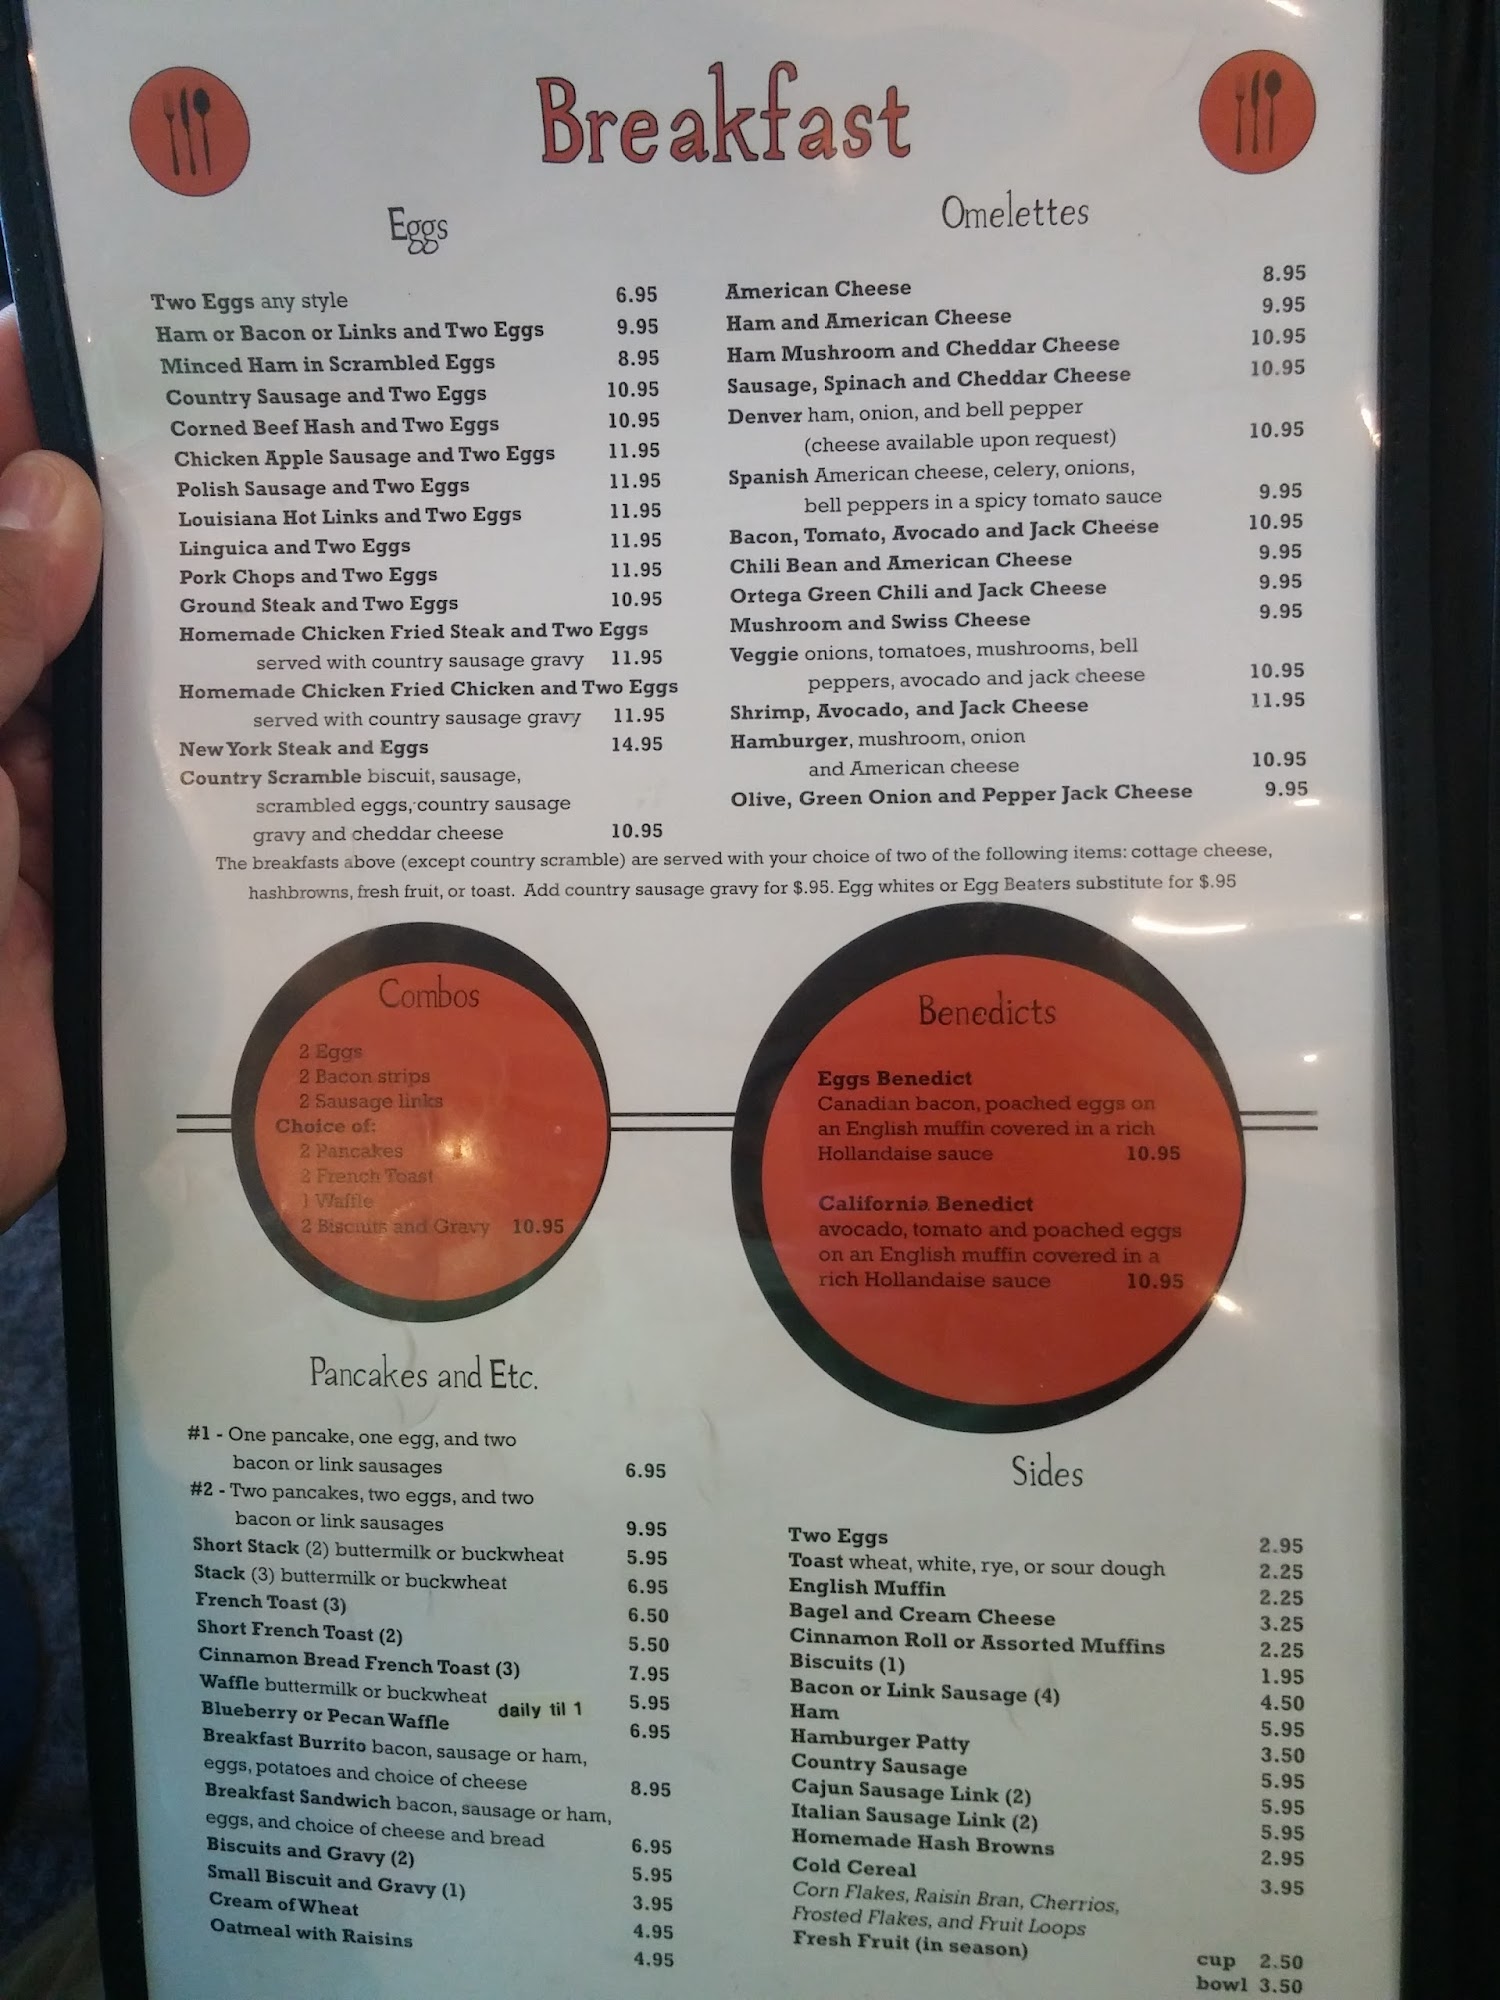 Breakfast
Eggs
Two Eggs any style 6.95
Ham or Bacon or Links and Two Eggs 9.95
Minced Ham in Scrambled Eggs 8.95
Country Sausage and Two Eggs 10.95
Corned Beef Hash and Two Eggs 10.95
Chicken Apple Sausage and Two Eggs 11.95
Polish Sausage and Two Eggs 11.95
Louisiana Hot Links and Two Eggs 11.95
Linguica and Two Eggs 11.95
Pork Chops and Two Eggs 11.95
Ground Steak and Two Eggs 10.95
Homemade Chicken Fried Steak and Two Eggs
served with country sausage gravy 11.95
Homemade Chicken Fried Chicken and Two Eggs
served with country sausage gravy 11.95
New York Steak and Eggs 14.95
Country Scramble biscuit, sausage,
scrambled eggs, country sausage
gravy and cheddar cheese 10.95
Omelettes
American Cheese 8.95
Ham and American Cheese 9.95
Ham Mushroom and Cheddar Cheese 10.95
Sausage, Spinach and Cheddar Cheese 10.95
Denver ham, onion, and bell pepper
(cheese available upon request) 10.95
Spanish American cheese, celery, onions,
bell peppers in a spicy tomato sauce 9.95
Bacon, Tomato, Avocado and Jack Cheese 10.95
Chili Bean and American Cheese 9.95
Ortega Green Chili and Jack Cheese 9.95
Mushroom and Swiss Cheese 9.95
Veggie onions, tomatoes, mushrooms, bell
peppers, avocado and jack cheese 10.95
Shrimp, Avocado, and Jack Cheese 11.95
Hamburger, mushroom, onion
and American cheese 10.95
Olive, Green Onion and Pepper Jack Cheese 9.95
The breakfasts above (except country scramble) are served with your choice of two of the following items: cottage cheese,
hashbrowns, fresh fruit, or toast. Add country sausage gravy for $.95. Egg whites or Egg Beaters substitute for $.95
Combos
2 Eggs
2 Bacon strips
2 Sausage links
Choice of:
2 Pancakes
2 French Toast
1 Waffle
2 Biscuits and Gravy 10.95
Benedicts
Eggs Benedict
Canadian bacon, poached eggs on
an English muffin covered in a rich
Hollandaise sauce 10.95
California Benedict
avocado, tomato and poached eggs
on an English muffin covered in a
rich Hollandaise sauce 10.95
Pancakes and Etc.
#1 - One pancake, one egg, and two
bacon or link sausages 6.95
#2 - Two pancakes, two eggs, and two
bacon or link sausages 9.95
Short Stack (2) buttermilk or buckwheat 5.95
Stack (3) buttermilk or buckwheat 6.95
French Toast (3) 6.50
Short French Toast (2) 5.50
Cinnamon Bread French Toast (3) 7.95
Waffle buttermilk or buckwheat daily til 1 5.95
Blueberry or Pecan Waffle 6.95
Breakfast Burrito bacon, sausage or ham,
eggs, potatoes and choice of cheese 8.95
Breakfast Sandwich bacon, sausage or ham,
eggs, and choice of cheese and bread 6.95
Biscuits and Gravy (2) 5.95
Small Biscuit and Gravy (1) 3.95
Cream of Wheat 4.95
Oatmeal with Raisins 4.95
Sides
Two Eggs 2.95
Toast wheat, white, rye, or sour dough 2.25
English Muffin 2.25
Bagel and Cream Cheese 3.25
Cinnamon Roll or Assorted Muffins 2.25
Biscuits (1) 1.95
Bacon or Link Sausage (4) 4.50
Ham 5.95
Hamburger Patty 3.50
Country Sausage 5.95
Cajun Sausage Link (2) 5.95
Italian Sausage Link (2) 5.95
Homemade Hash Browns 2.95
Cold Cereal 3.95
Corn Flakes, Raisin Bran, Cherrios,
Frosted Flakes, and Fruit Loops
Fresh Fruit (in season) cup 2.50
bowl 3.50